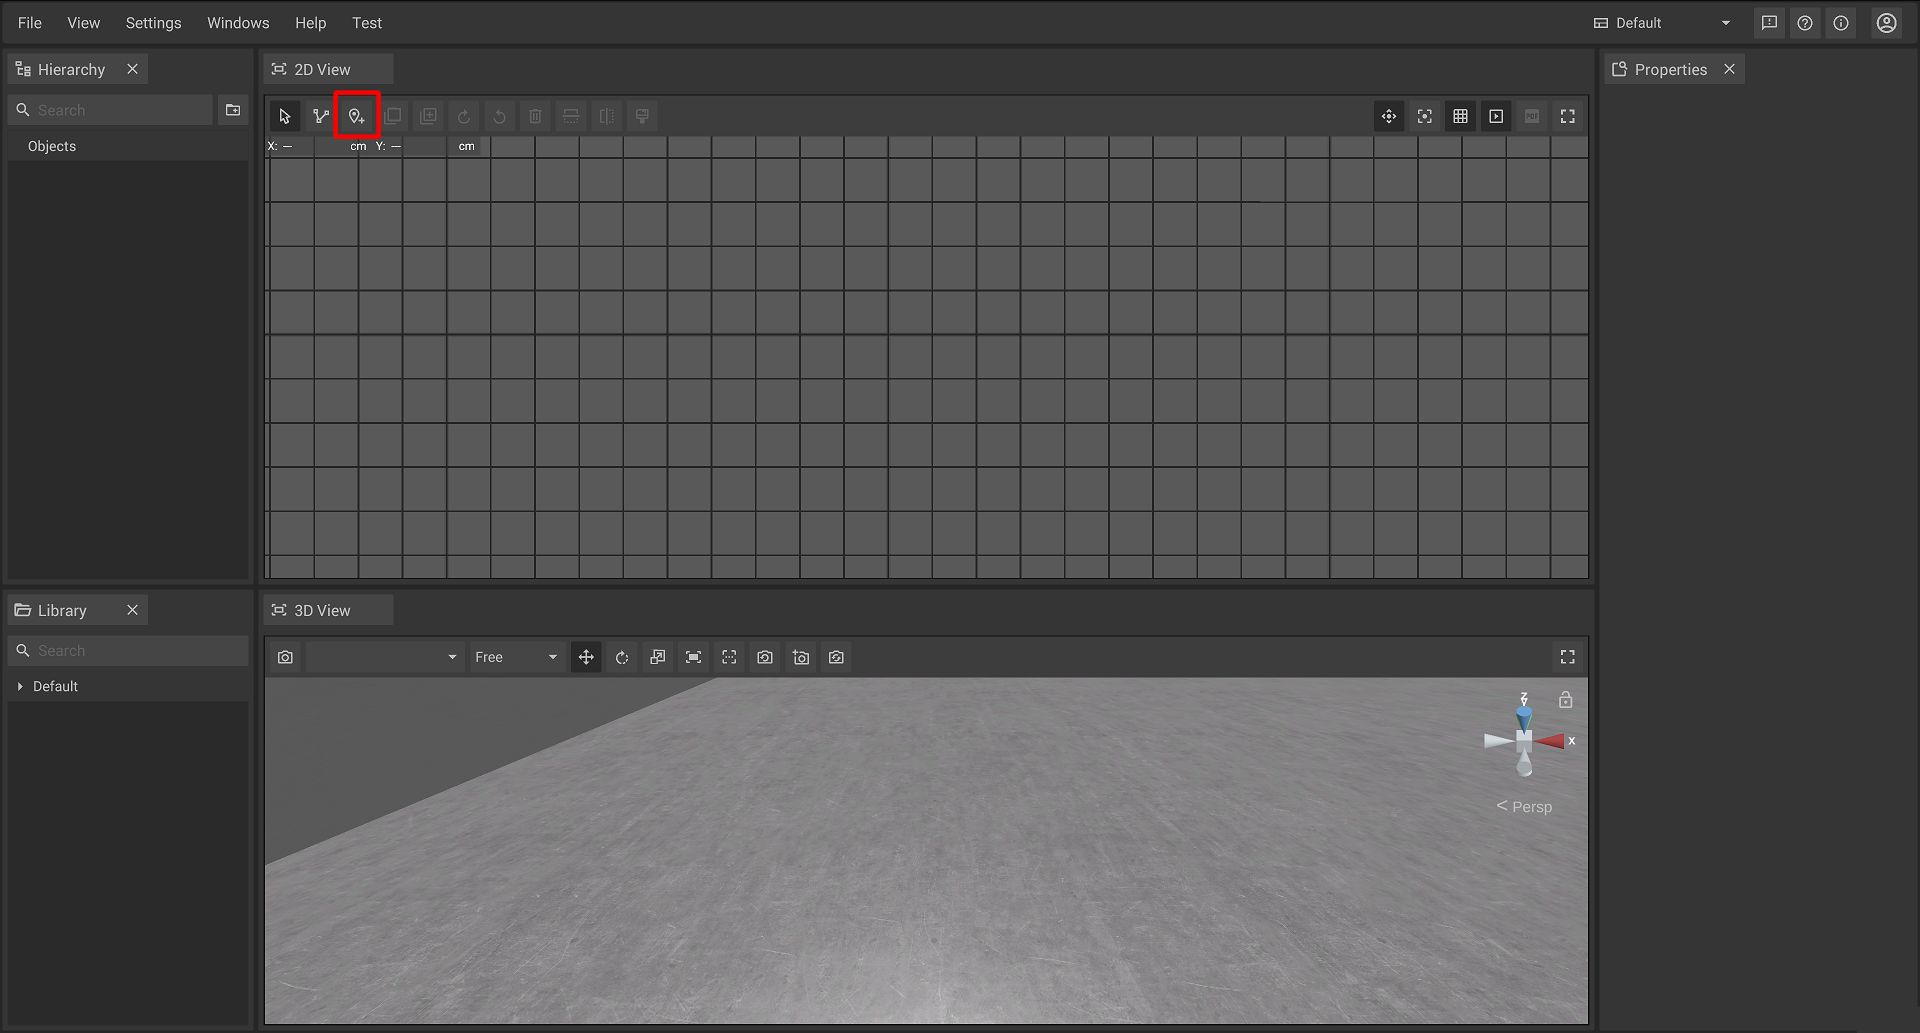 File View Settings Windows Help Test Default
Hierarchy
Search
Objects
2D View
X: — cm Y: — cm
PDF
Properties
Library
Search
Default
3D View
Free
Z
X
< Persp